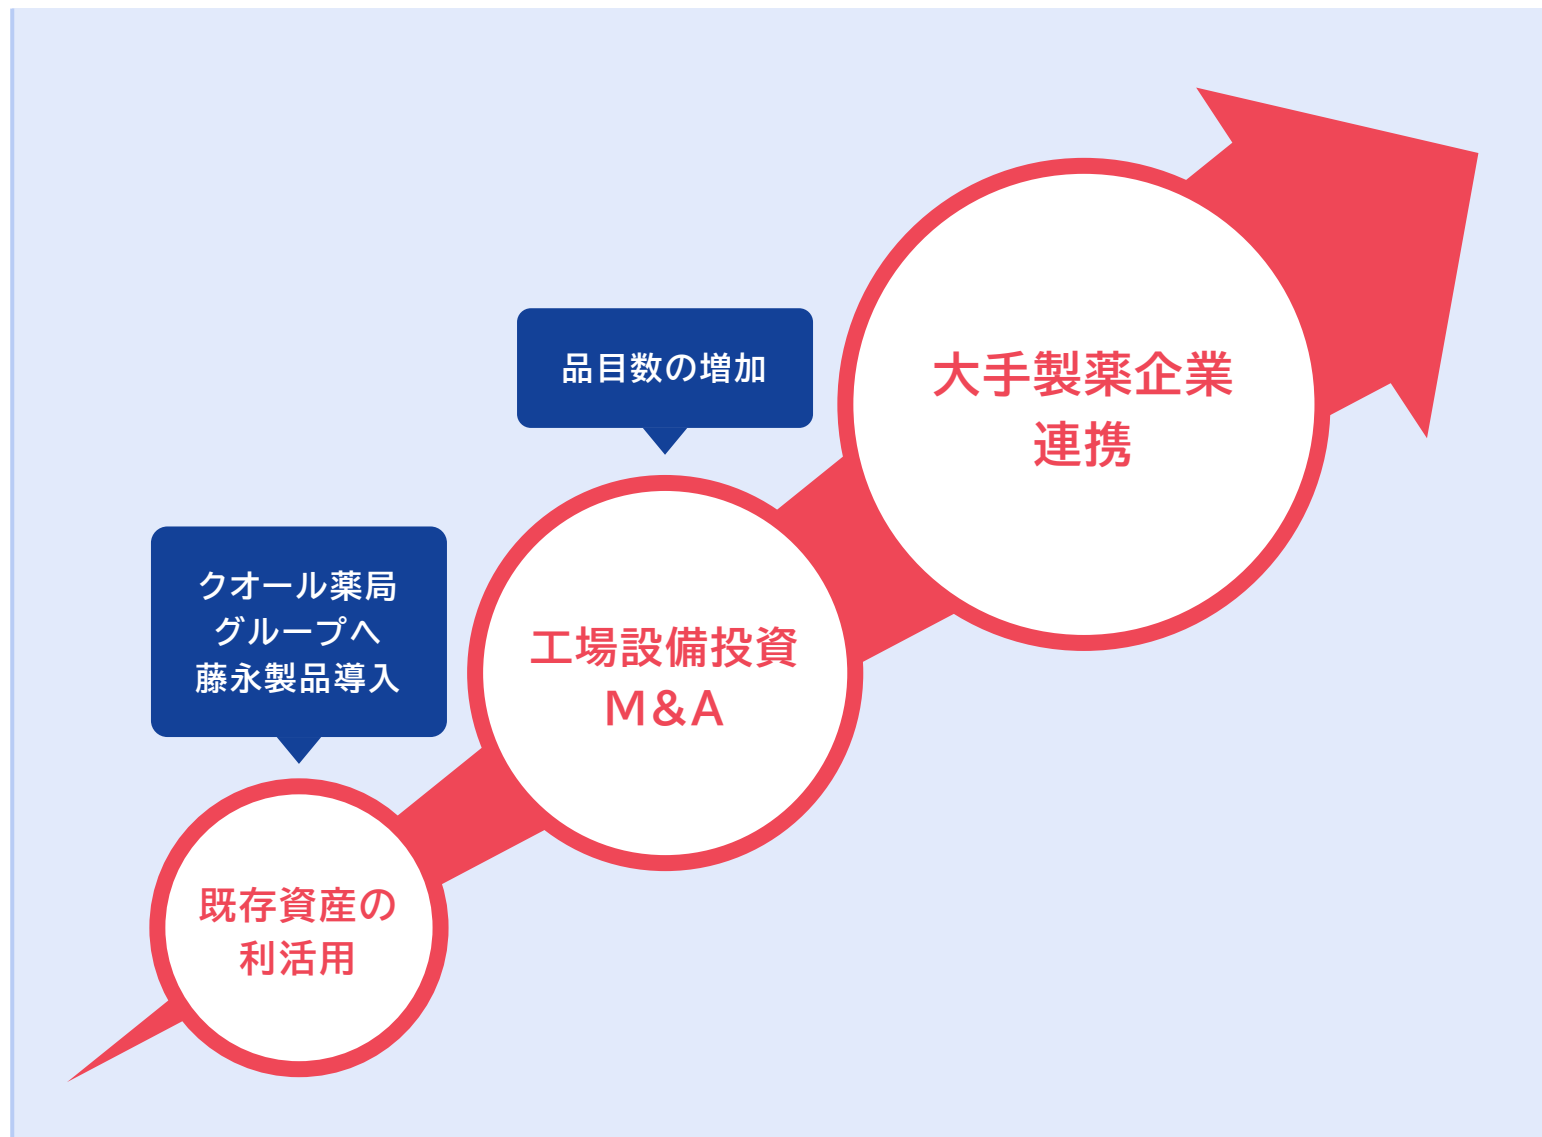 大手製薬企業
連携
品目数の増加
工場設備投資
M&A
クオール薬局
グループへ
藤永製品導入
既存資産の
利活用